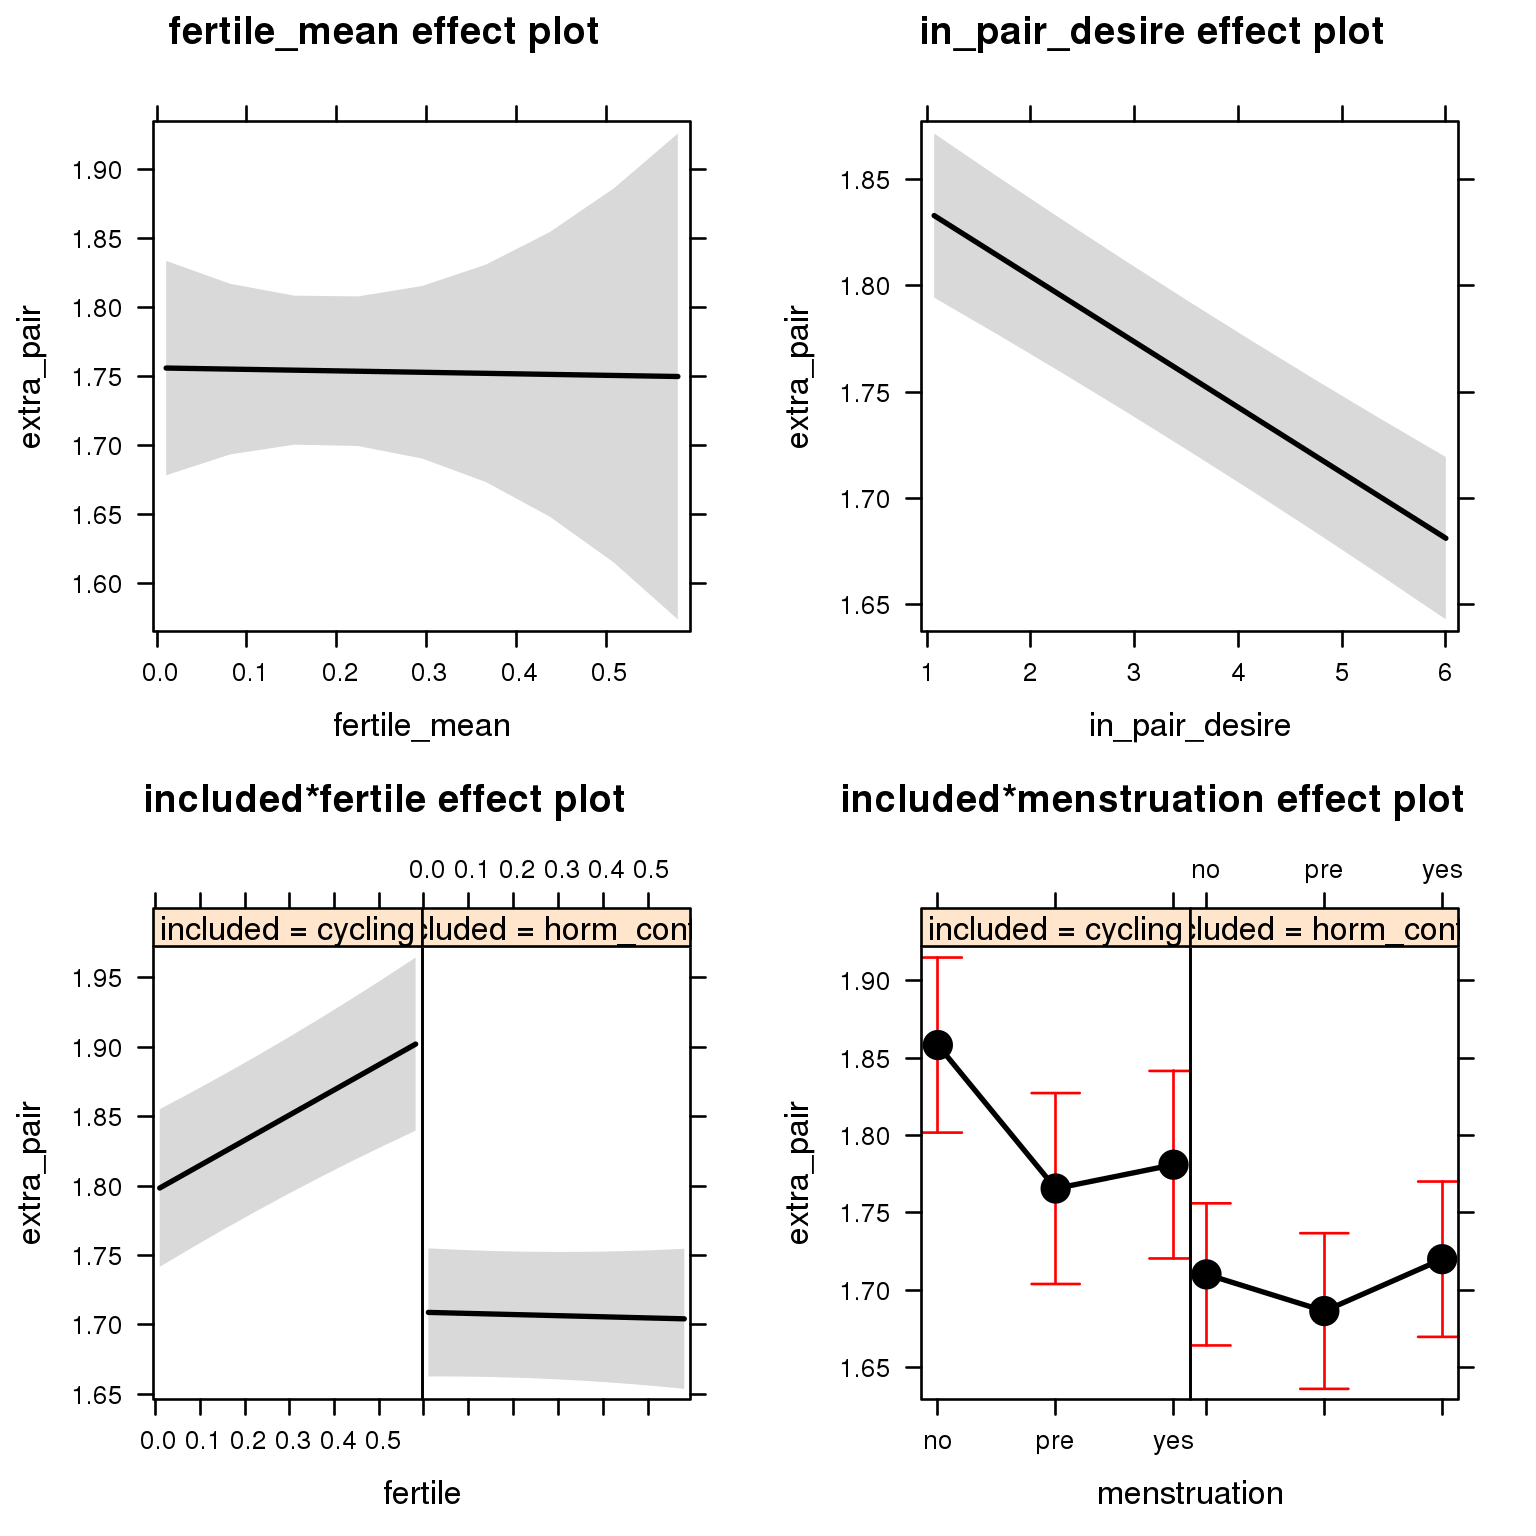 fertile_mean effect plot
1.90
1.85
1.80
1.75
1.70
1.65
1.60
extra_pair
0.0 0.1 0.2 0.3 0.4 0.5
fertile_mean
in_pair_desire effect plot
1.85
1.80
1.75
1.70
1.65
extra_pair
1 2 3 4 5 6
in_pair_desire
included*fertile effect plot
0.0 0.1 0.2 0.3 0.4 0.5
included = cycling
cluded = horm_cont
1.95
1.90
1.85
1.80
1.75
1.70
1.65
extra_pair
0.0 0.1 0.2 0.3 0.4 0.5
fertile
included*menstruation effect plot
no pre yes
included = cycling
cluded = horm_cont
1.90
1.85
1.80
1.75
1.70
1.65
extra_pair
no pre yes
menstruation